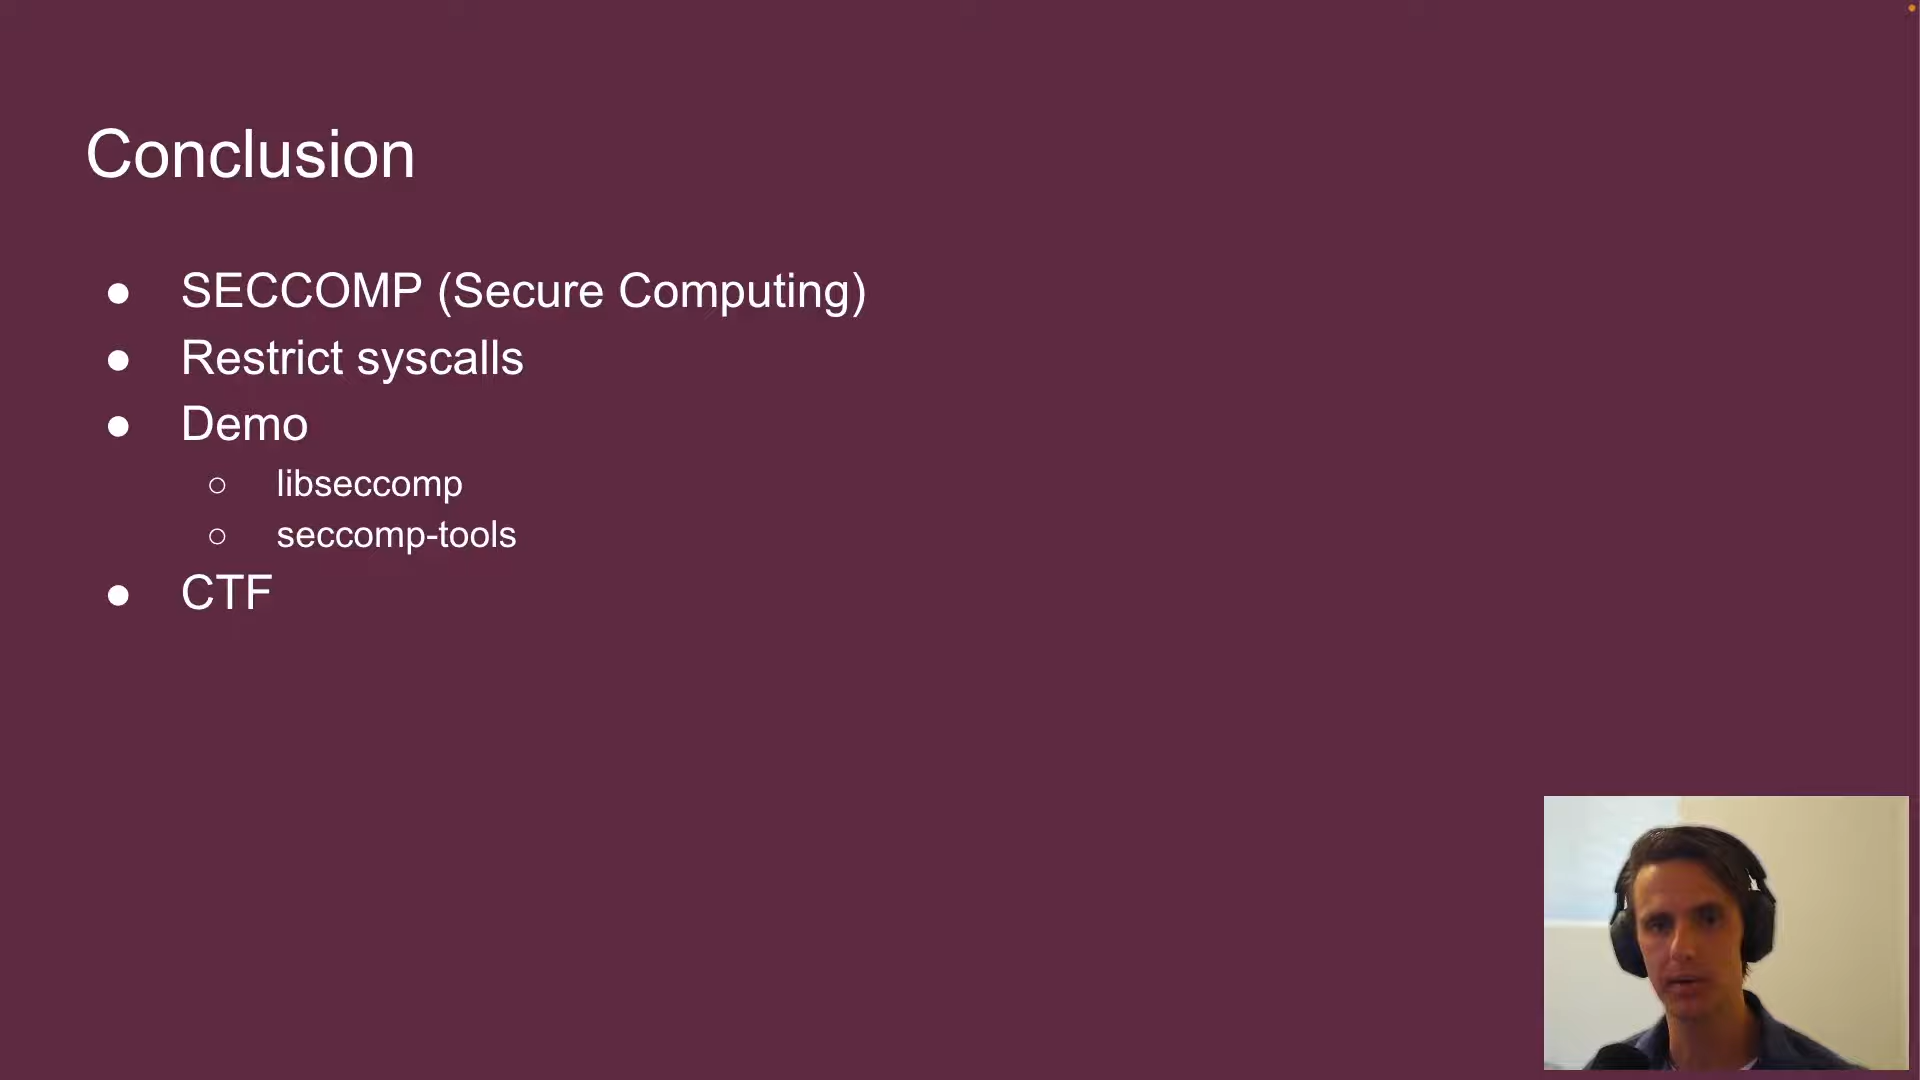 Conclusion
● SECCOMP (Secure Computing)
● Restrict syscalls
● Demo
○ libseccomp
○ seccomp-tools
● CTF